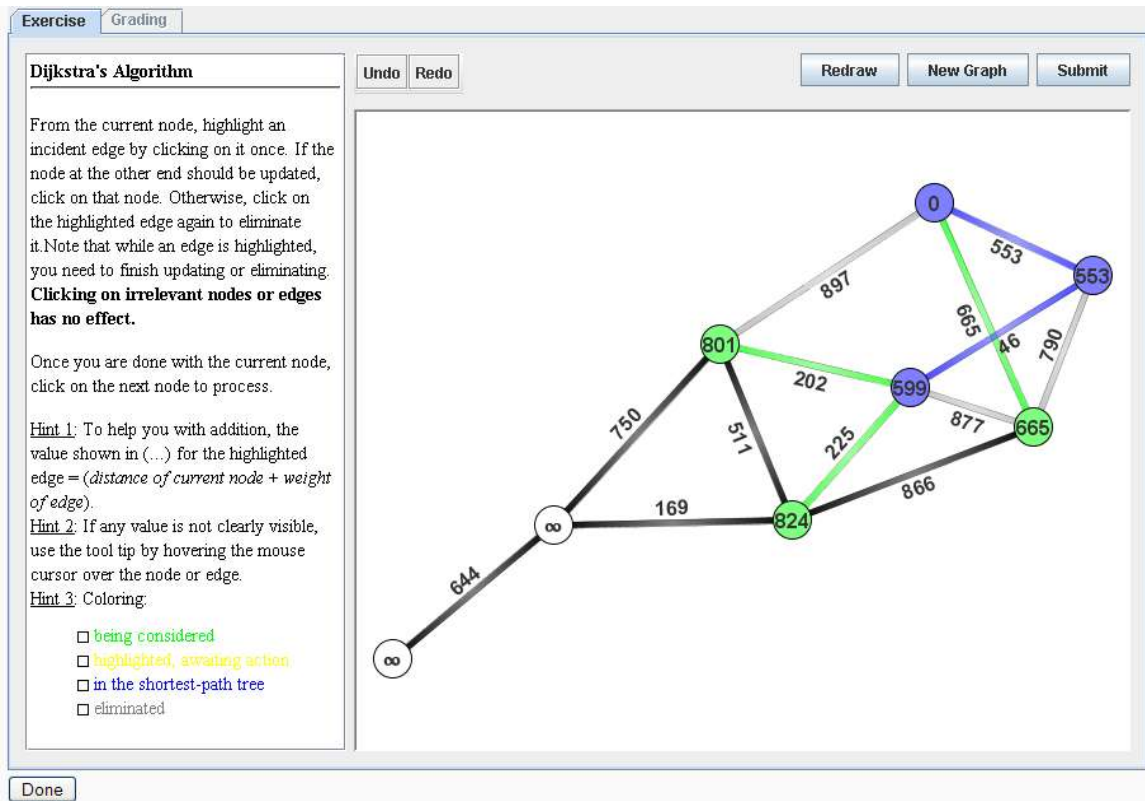 Exercise
Grading
Dijkstra's Algorithm
From the current node, highlight an
incident edge by clicking on it once. If the
node at the other end should be updated,
click on that node. Otherwise, click on
the highlighted edge again to eliminate
it.Note that while an edge is highlighted,
you need to finish updating or eliminating.
Clicking on irrelevant nodes or edges
has no effect.
Once you are done with the current node,
click on the next node to process.
Hint 1: To help you with addition, the
value shown in (...) for the highlighted
edge = (distance of current node + weight
of edge).
Hint 2: If any value is not clearly visible,
use the tool tip by hovering the mouse
cursor over the node or edge.
Hint 3: Coloring:
being considered
highlighted, awaiting action
in the shortest-path tree
eliminated
Undo
Redo
Redraw
New Graph
Submit
0
553
553
897
665
46
790
801
202
599
877
665
750
511
225
866
∞
169
824
644
∞
Done